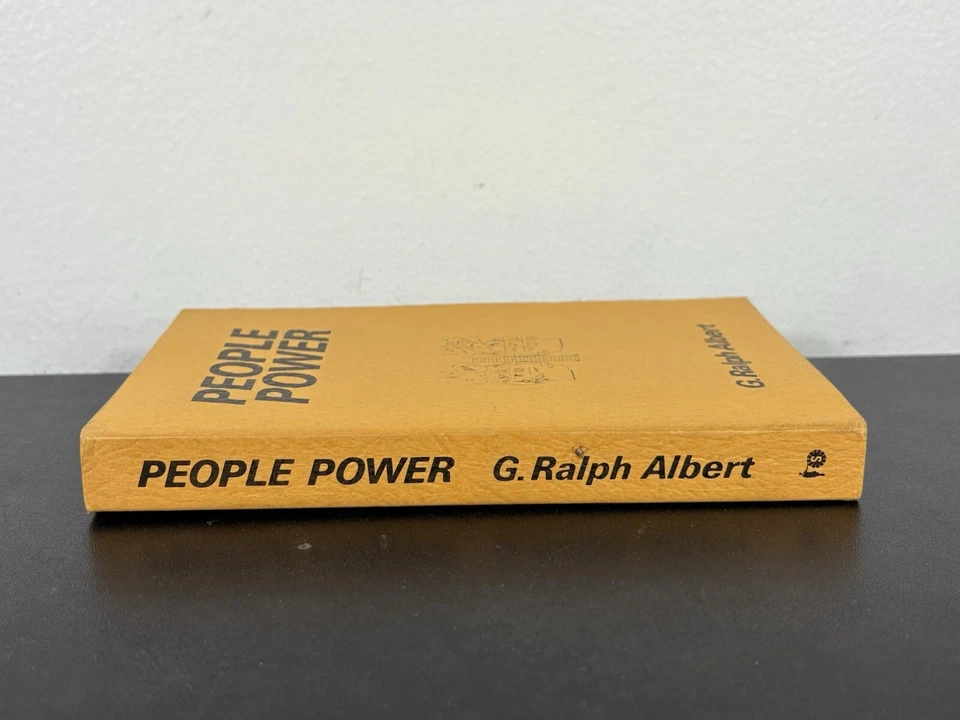 PEOPLE
POWER
G. Ralph Albert
PEOPLE POWER G. Ralph Albert
S